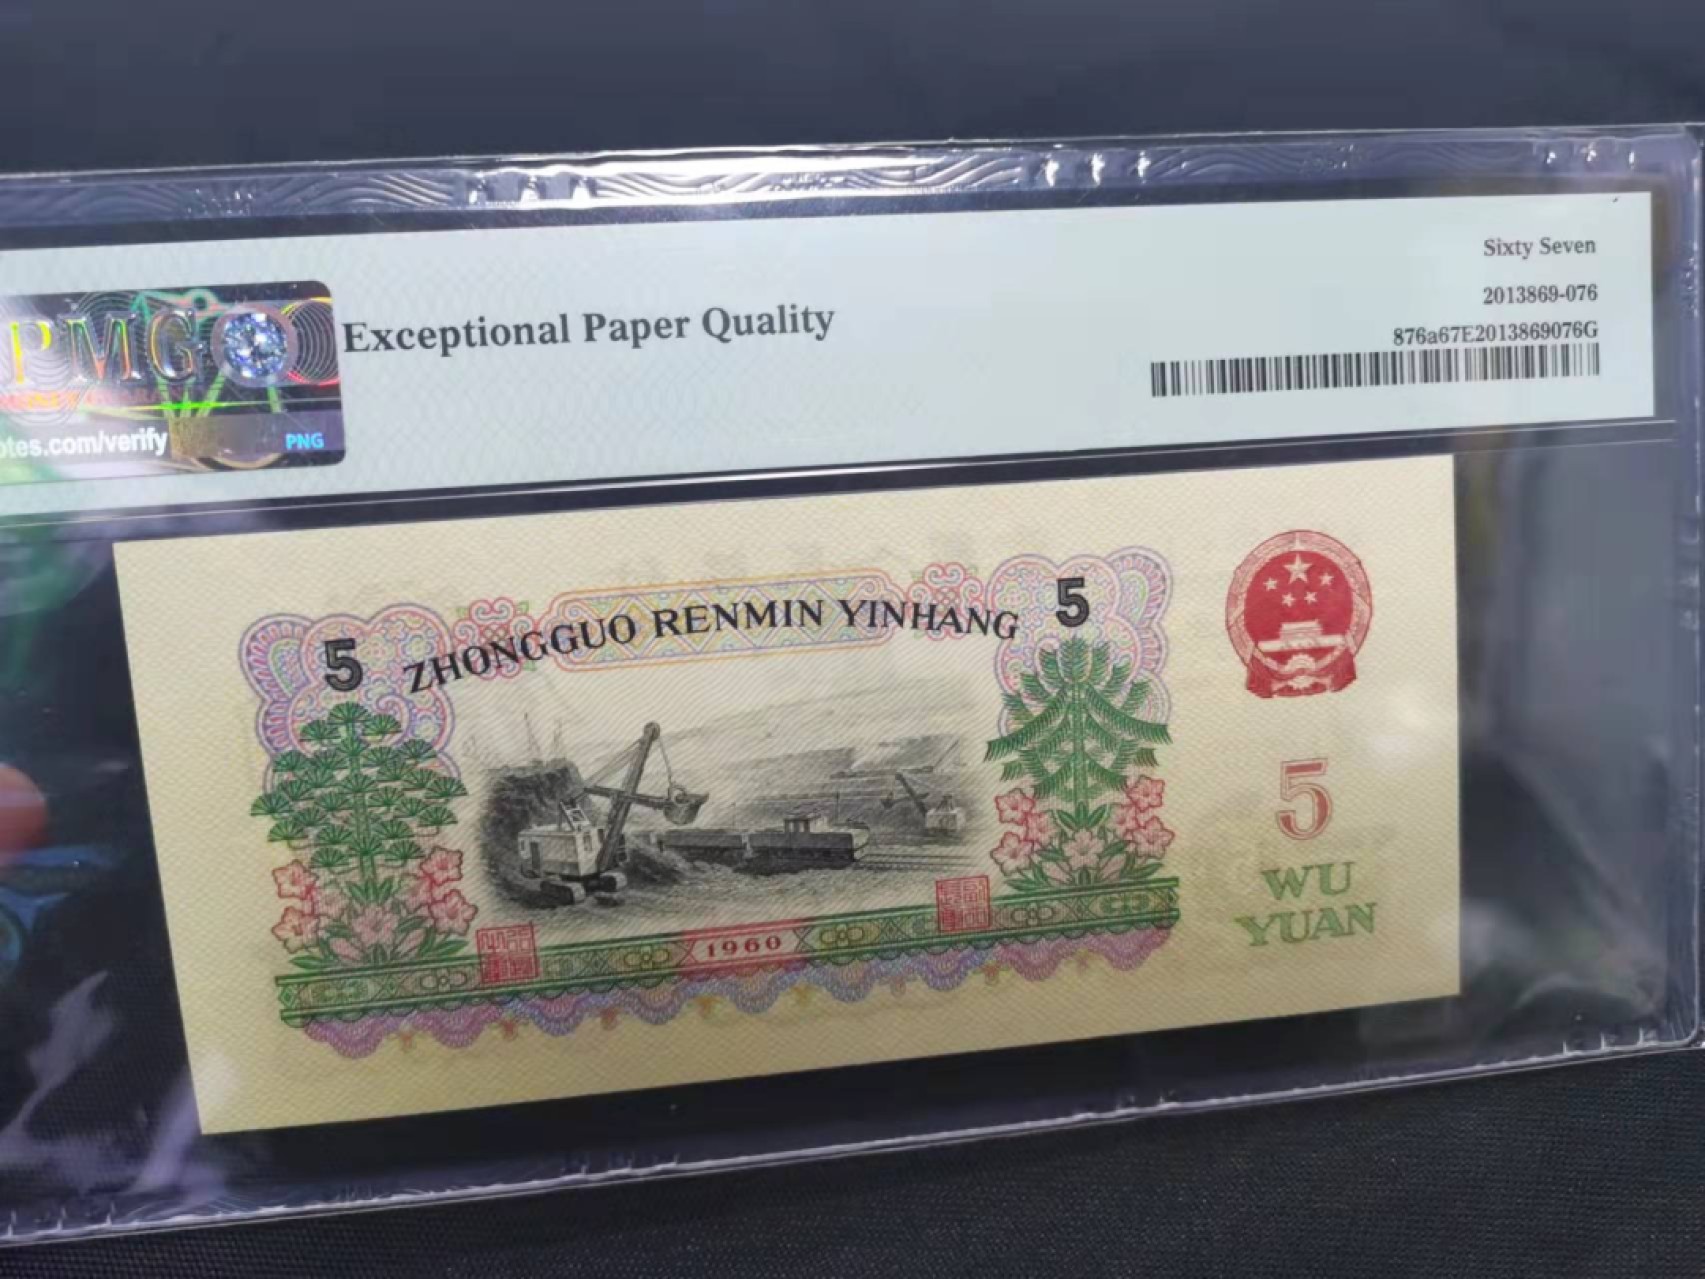 Sixty Seven
2013869-076
876a67E2013869076G
PMG
Exceptional Paper Quality
otes.com/verify
PNG
5 ZHONGGUO RENMIN YINHANG 5
5
WU
YUAN
1960